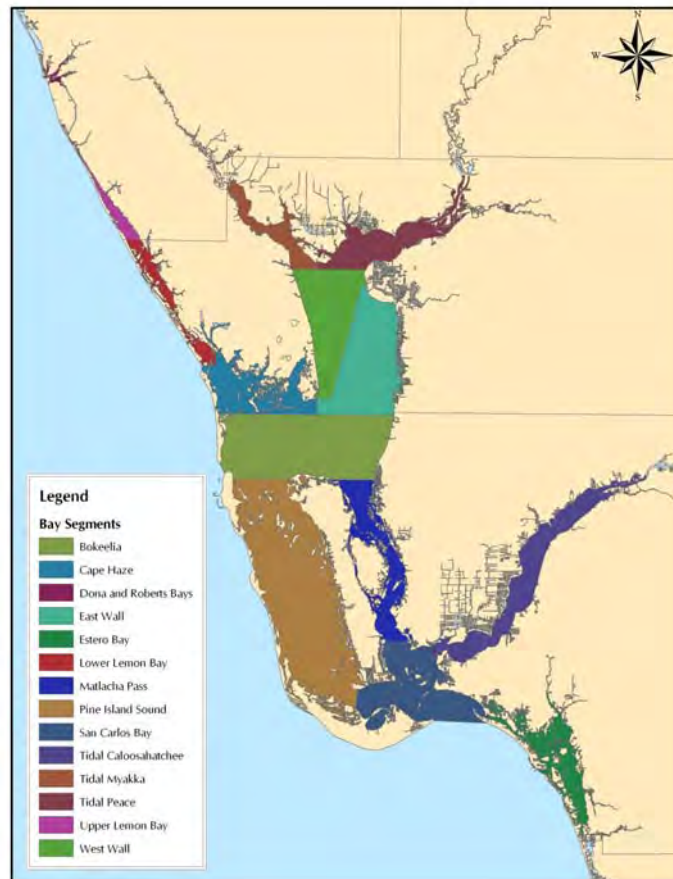 N
W
E
S
Legend
Bay Segments
Bokeelia
Cape Haze
Dona and Roberts Bays
East Wall
Estero Bay
Lower Lemon Bay
Matlacha Pass
Pine Island Sound
San Carlos Bay
Tidal Caloosahatchee
Tidal Myakka
Tidal Peace
Upper Lemon Bay
West Wall